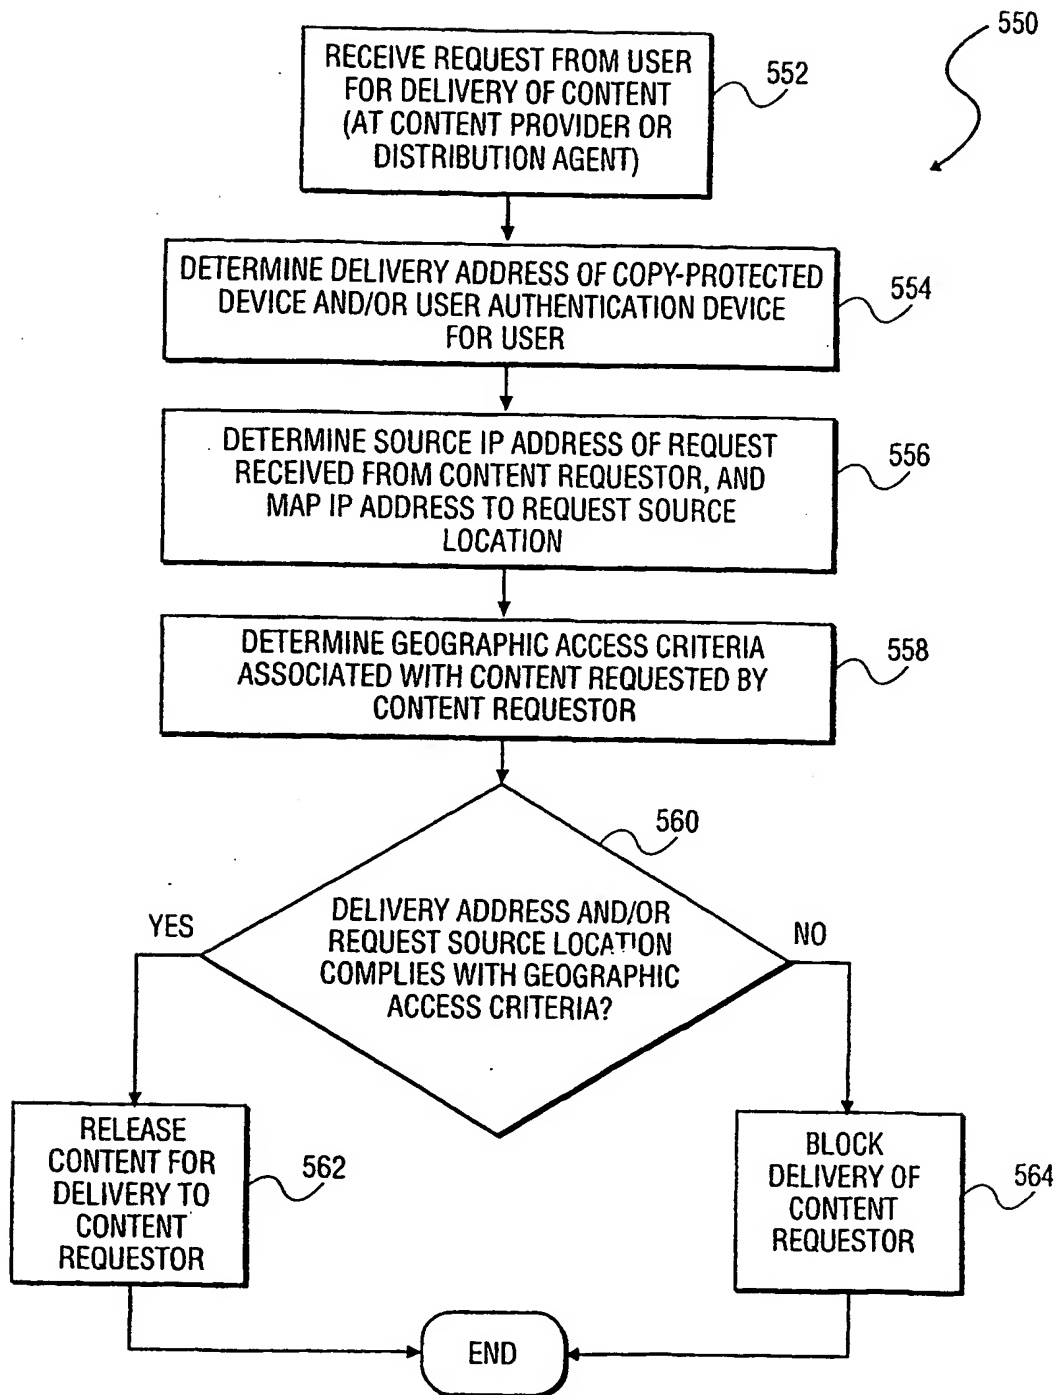 550
RECEIVE REQUEST FROM USER
FOR DELIVERY OF CONTENT
(AT CONTENT PROVIDER OR
DISTRIBUTION AGENT)
552
DETERMINE DELIVERY ADDRESS OF COPY-PROTECTED
DEVICE AND/OR USER AUTHENTICATION DEVICE
FOR USER
554
DETERMINE SOURCE IP ADDRESS OF REQUEST
RECEIVED FROM CONTENT REQUESTOR, AND
MAP IP ADDRESS TO REQUEST SOURCE
LOCATION
556
DETERMINE GEOGRAPHIC ACCESS CRITERIA
ASSOCIATED WITH CONTENT REQUESTED BY
CONTENT REQUESTOR
558
560
DELIVERY ADDRESS AND/OR
REQUEST SOURCE LOCATION
COMPLIES WITH GEOGRAPHIC
ACCESS CRITERIA?
YES
NO
RELEASE
CONTENT FOR
DELIVERY TO
CONTENT
REQUESTOR
562
BLOCK
DELIVERY OF
CONTENT
REQUESTOR
564
END